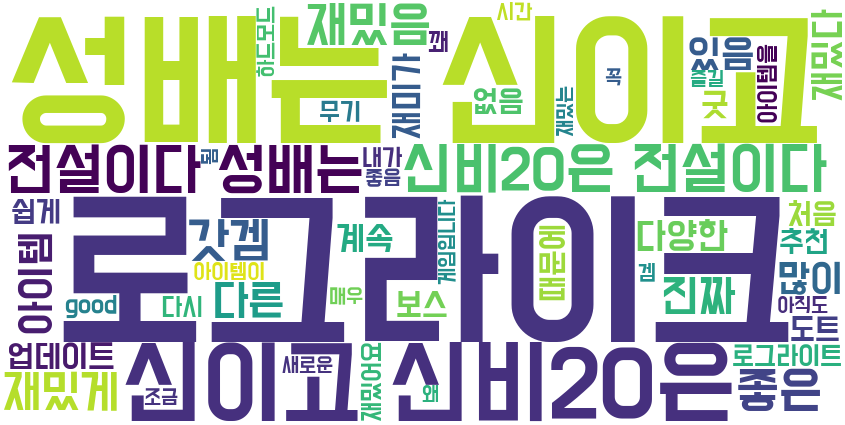 성배는 신이고
재밌음
하드모드
꽤
시간
있음
재밌다
무기
재미가
없음
재밌는
꼭
굿
즐길
아이템을
전설이다
성배는
됨
내가
좋음
신비20은 전설이다
로그라이크
쉽게
아이템
갓겜
아이템이
good
다시
다른
계속
게임입니다
매우
보스
동굴
다양한
겜
진짜
처음
추천
많이
아직도
도트
업데이트
신이고 신비20은
재밌게
조금
새로운
재밌어요
왜
로그라이트
좋은